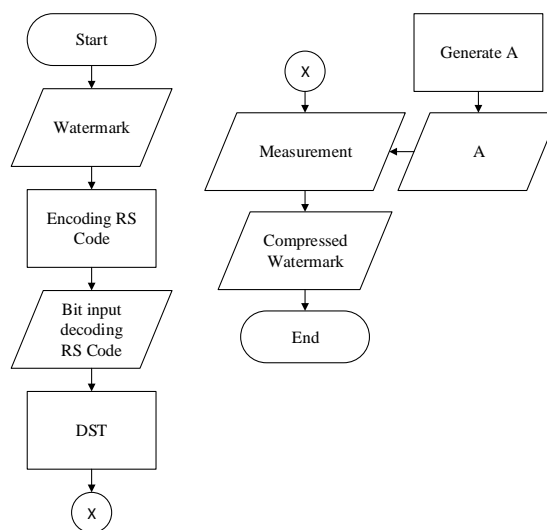 Start
Watermark
Encoding RS
Code
Bit input
decoding
RS Code
DST
X
X
Measurement
Compressed
Watermark
End
Generate A
A